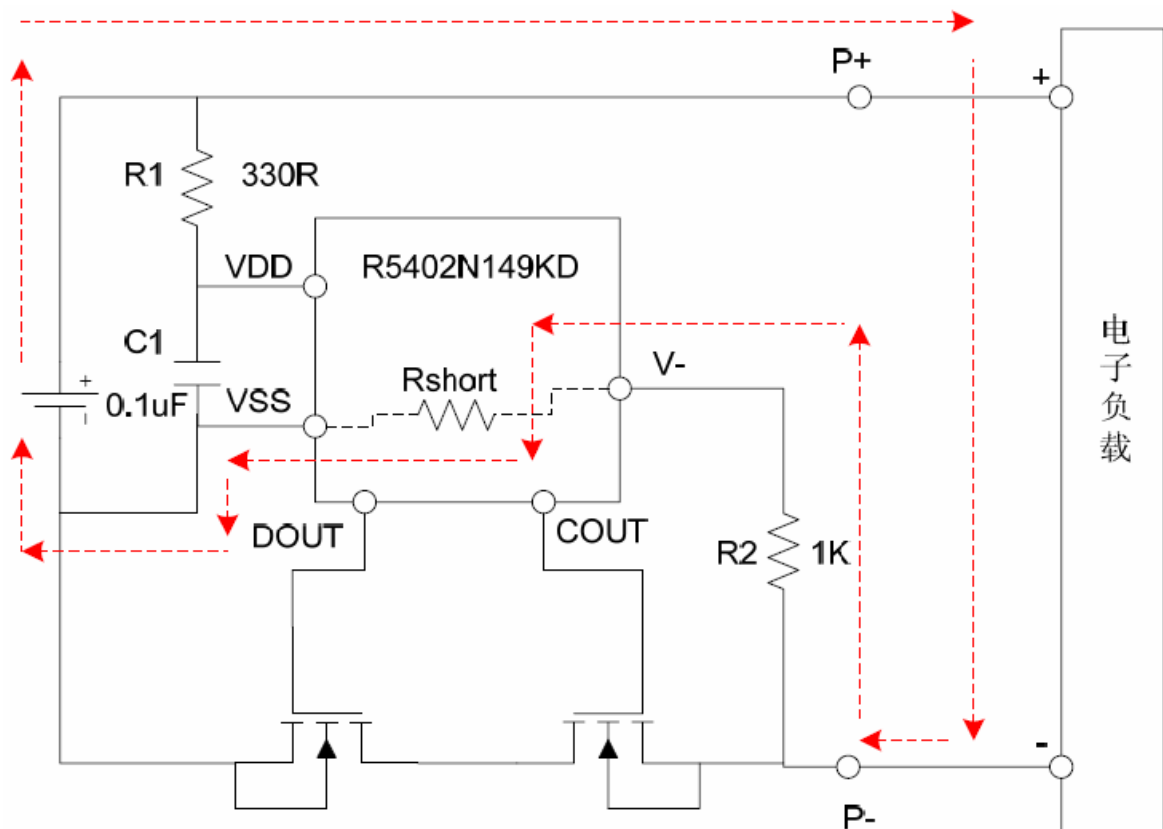 P+
+
R1
330R
VDD
R5402N149KD
C1
V-
Rshort
+
0.1uF
VSS
-
电子负载
DOUT
COUT
R2
1K
-
P-